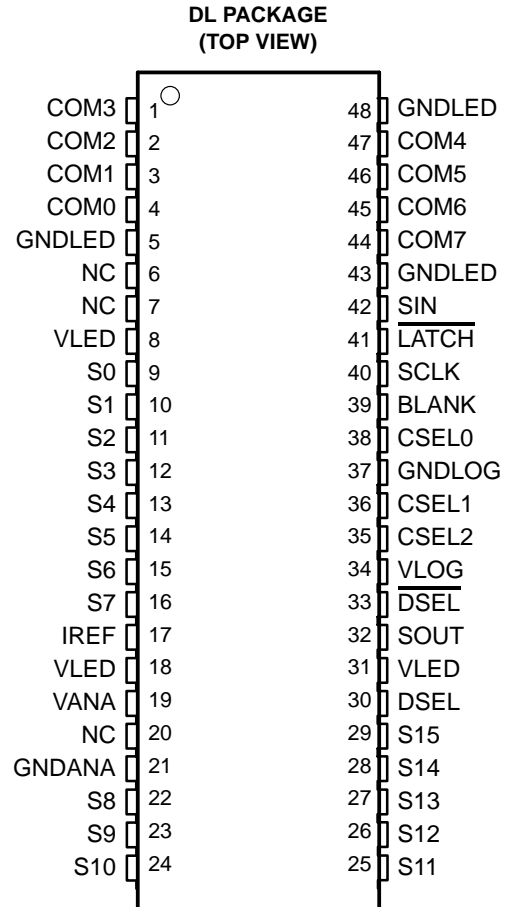 DL PACKAGE
(TOP VIEW)
COM3 1 48 GNDLED
COM2 2 47 COM4
COM1 3 46 COM5
COM0 4 45 COM6
GNDLED 5 44 COM7
NC 6 43 GNDLED
NC 7 42 SIN
VLED 8 41 L̅A̅T̅C̅H̅
S0 9 40 SCLK
S1 10 39 BLANK
S2 11 38 CSEL0
S3 12 37 GNDLOG
S4 13 36 CSEL1
S5 14 35 CSEL2
S6 15 34 VLOG
S7 16 33 D̅S̅E̅L̅
IREF 17 32 SOUT
VLED 18 31 VLED
VANA 19 30 DSEL
NC 20 29 S15
GNDANA 21 28 S14
S8 22 27 S13
S9 23 26 S12
S10 24 25 S11